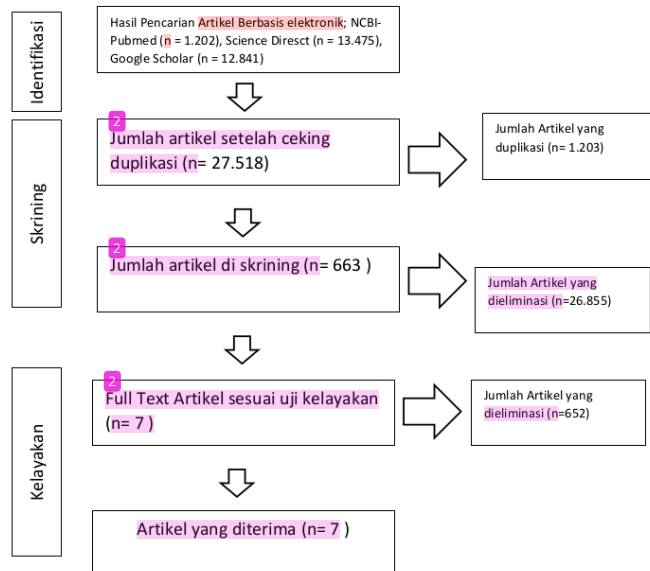 Identifikasi
Hasil Pencarian Artikel Berbasis elektronik; NCBI-
Pubmed (n = 1.202), Science Diresct (n = 13.475),
Google Scholar (n = 12.841)
Skrining
2
Jumlah artikel setelah ceking
duplikasi (n= 27.518)
Jumlah Artikel yang
duplikasi (n= 1.203)
2
Jumlah artikel di skrining (n= 663 )
Jumlah Artikel yang
dieliminasi (n=26.855)
Kelayakan
2
Full Text Artikel sesuai uji kelayakan
(n= 7 )
Jumlah Artikel yang
dieliminasi (n=652)
Artikel yang diterima (n= 7 )